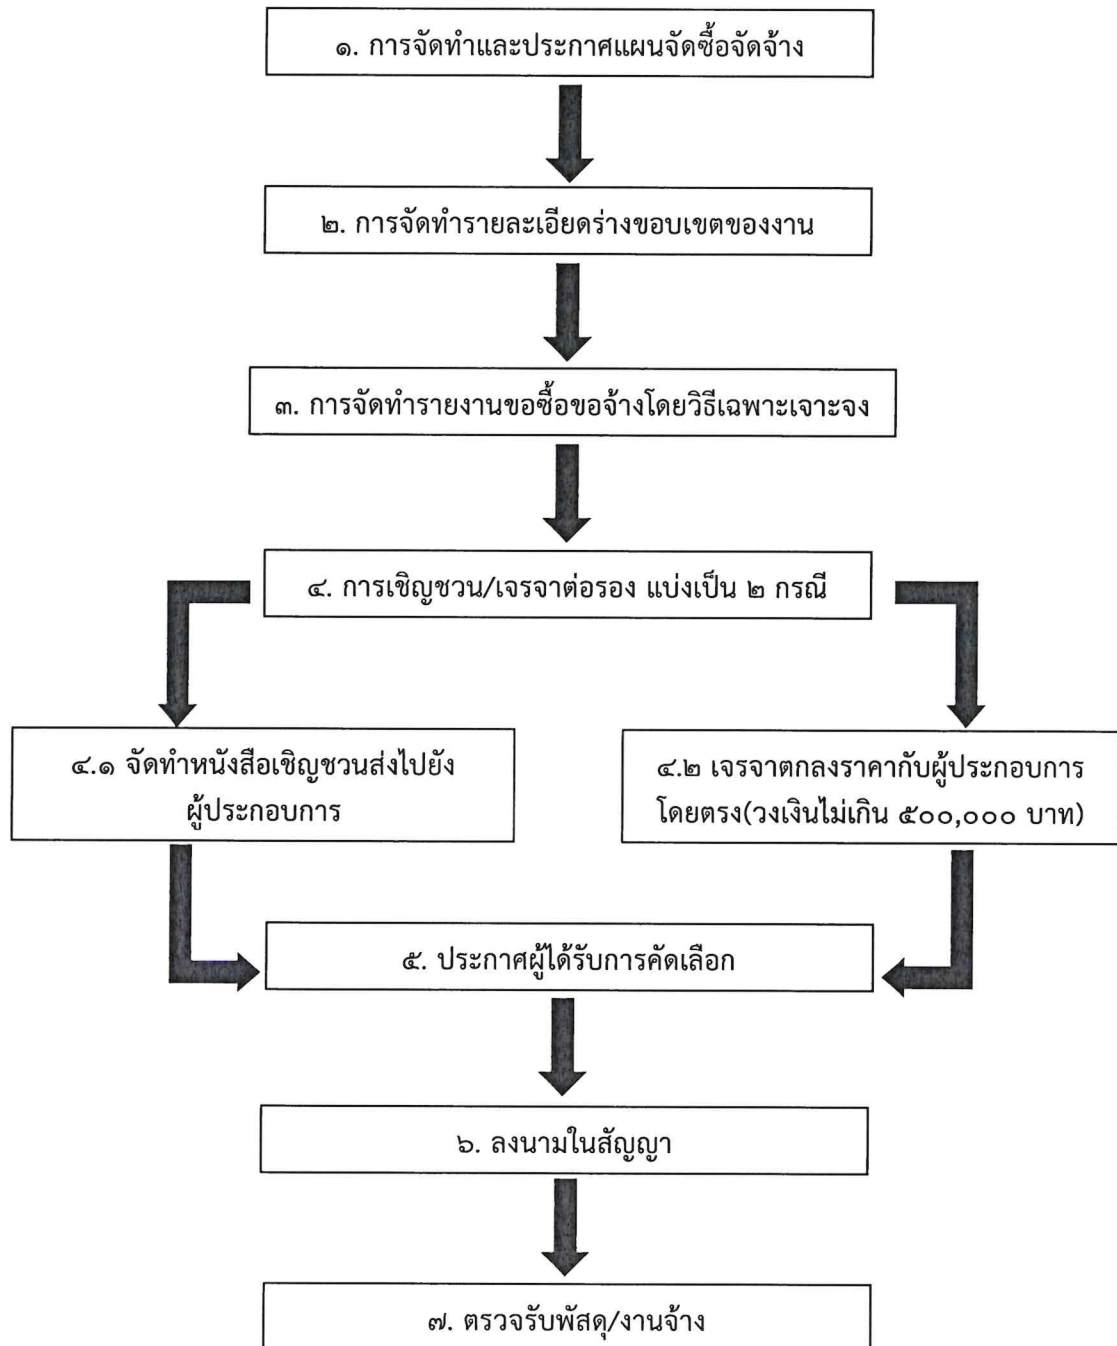 ๑. การจัดทำและประกาศแผนจัดซื้อจัดจ้าง
๒. การจัดทำรายละเอียดร่างขอบเขตของงาน
๓. การจัดทำรายงานขอซื้อขอจ้างโดยวิธีเฉพาะเจาะจง
๔. การเชิญชวน/เจรจาต่อรอง แบ่งเป็น ๒ กรณี
๔.๑ จัดทำหนังสือเชิญชวนส่งไปยัง
ผู้ประกอบการ
๔.๒ เจรจาตกลงราคากับผู้ประกอบการ
โดยตรง(วงเงินไม่เกิน ๕๐๐,๐๐๐ บาท)
๕. ประกาศผู้ได้รับการคัดเลือก
๖. ลงนามในสัญญา
๗. ตรวจรับพัสดุ/งานจ้าง